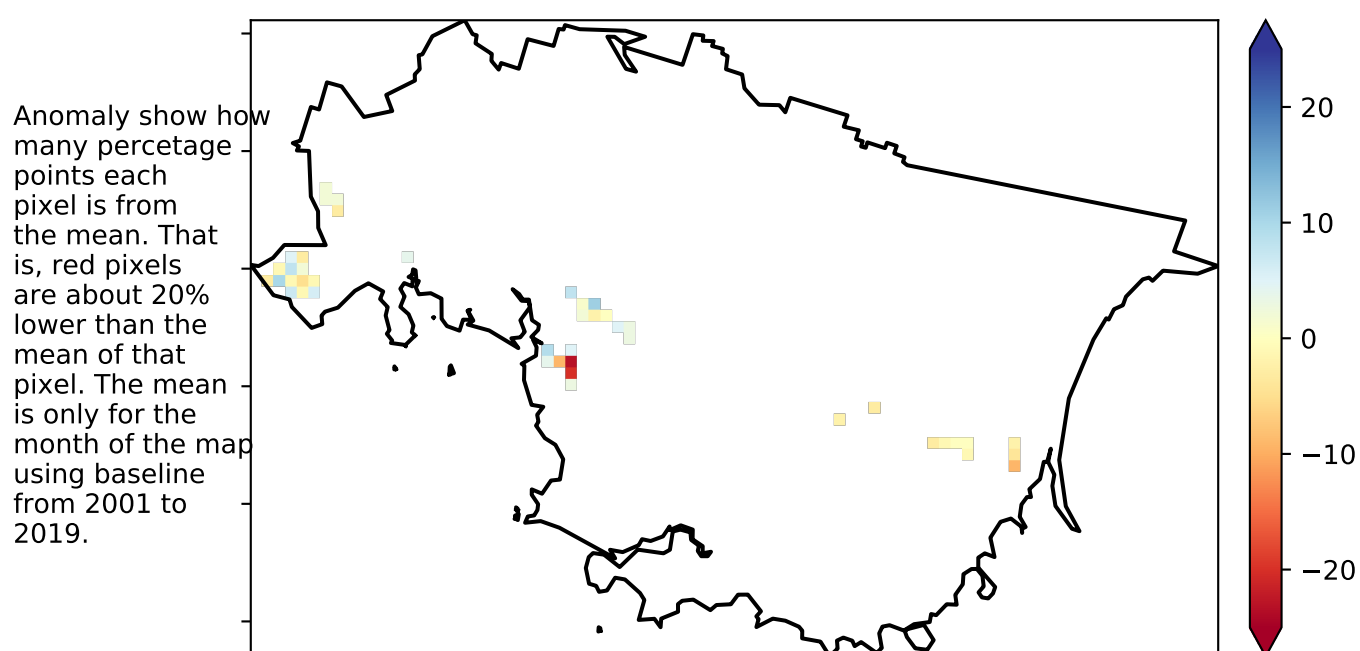 Anomaly show how
many percetage
points each
pixel is from
the mean. That
is, red pixels
are about 20%
lower than the
mean of that
pixel. The mean
is only for the
month of the map
using baseline
from 2001 to
2019.
20
10
0
−10
−20